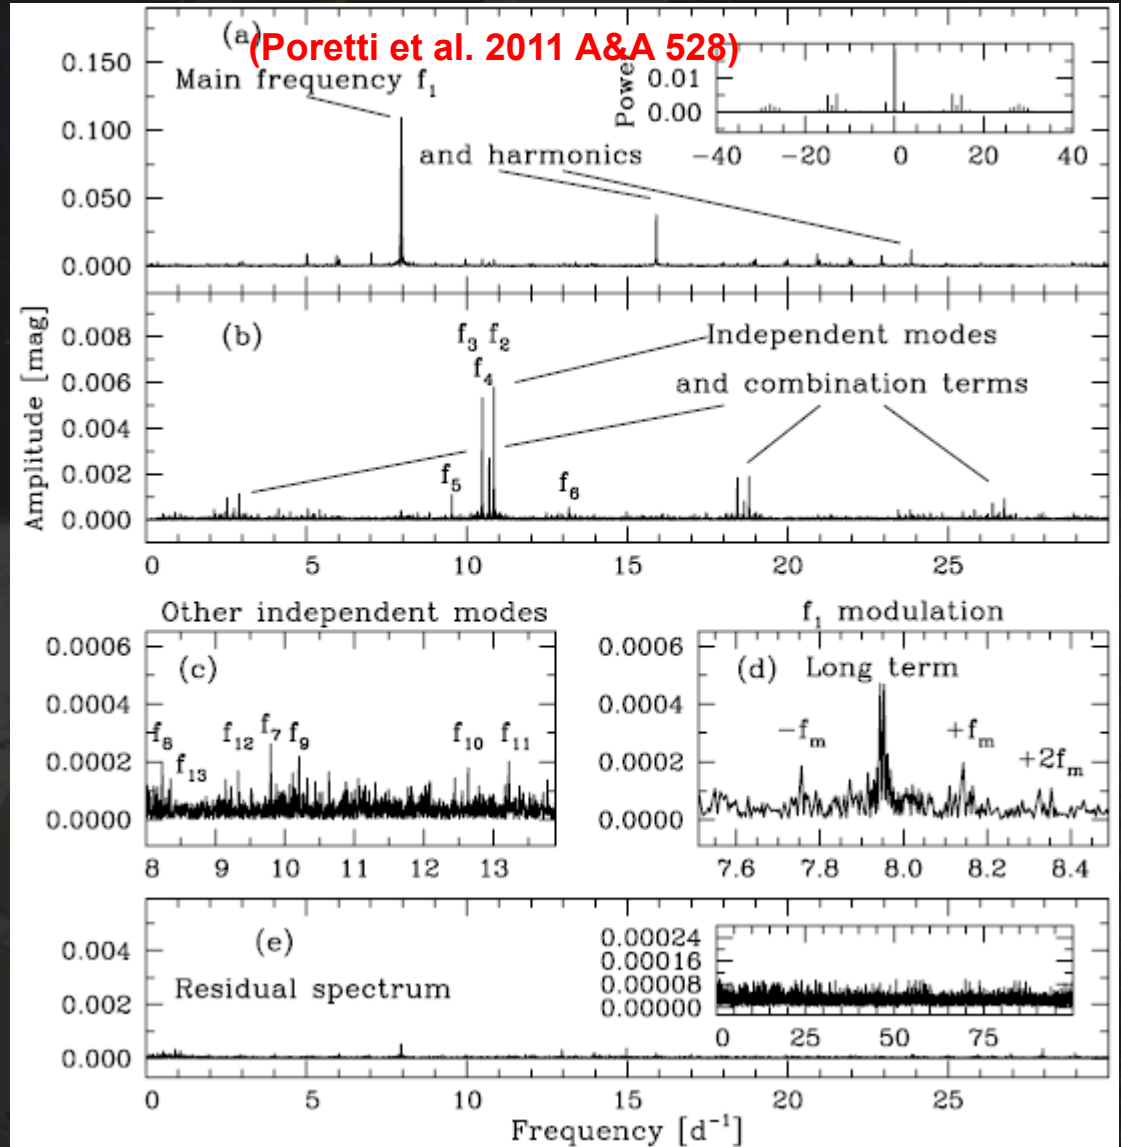 (a)
(Poretti et al. 2011 A&A 528)
Main frequency f₁
and harmonics
0.150
0.100
0.050
0.000
Power
0.01
0.00
−40 −20 0 20 40
(b)
f₃ f₂
f₄
f₅
f₆
Independent modes
and combination terms
Amplitude [mag]
0.008
0.006
0.004
0.002
0.000
0 5 10 15 20 25
Other independent modes
(c)
f₈
f₁₃
f₁₂
f₇
f₉
f₁₀
f₁₁
0.0006
0.0004
0.0002
0.0000
8 9 10 11 12 13
f₁ modulation
(d) Long term
−fₘ
+fₘ
+2fₘ
0.0006
0.0004
0.0002
0.0000
7.6 7.8 8.0 8.2 8.4
(e)
Residual spectrum
0.004
0.002
0.000
0.00024
0.00016
0.00008
0.00000
0 25 50 75
0 5 10 15 20 25
Frequency [d⁻¹]